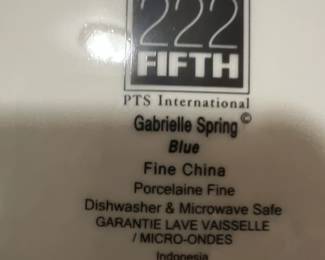 222
FIFTH
PTS International
Gabrielle Spring©
Blue
Fine China
Porcelaine Fine
Dishwasher & Microwave Safe
GARANTIE LAVE VAISSELLE
/ MICRO-ONDES
Indonesia